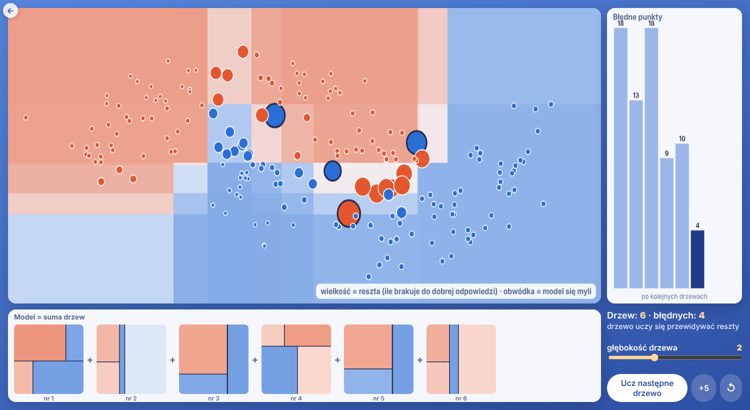 ←
Błędne punkty
18
13
18
9
10
4
po kolejnych drzewach
wielkość = reszta (ile brakuje do dobrej odpowiedzi) · obwódka = model się myli
Model = suma drzew
+ + + + +
nr 1 nr 2 nr 3 nr 4 nr 5 nr 6
Drzew: 6 · błędnych: 4
drzewo uczy się przewidywać reszty
głębokość drzewa 2
Ucz następne
drzewo
+5